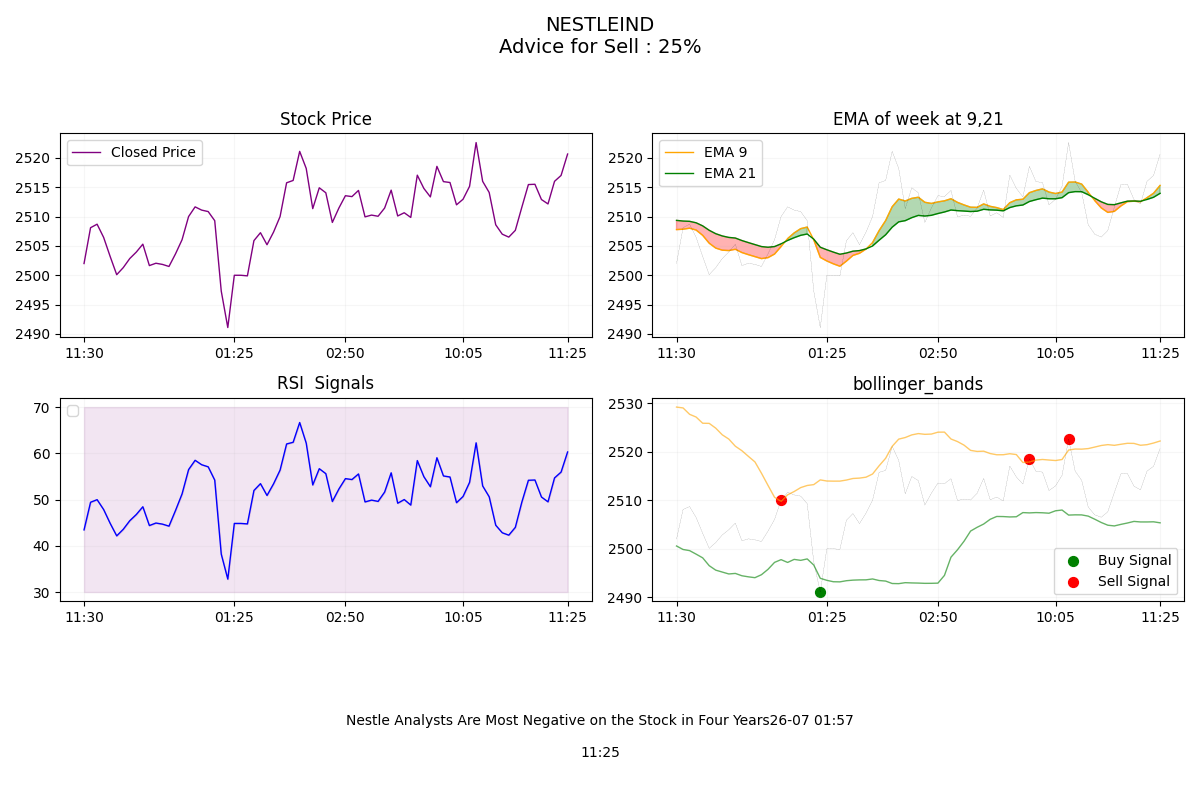 NESTLEIND
Advice for Sell : 25%
Stock Price
2520
2515
2510
2505
2500
2495
2490
Closed Price
11:30 01:25 02:50 10:05 11:25
EMA of week at 9,21
2520
2515
2510
2505
2500
2495
2490
EMA 9
EMA 21
11:30 01:25 02:50 10:05 11:25
RSI  Signals
70
60
50
40
30
11:30 01:25 02:50 10:05 11:25
bollinger_bands
2530
2520
2510
2500
2490
Buy Signal
Sell Signal
11:30 01:25 02:50 10:05 11:25
Nestle Analysts Are Most Negative on the Stock in Four Years26-07 01:57
11:25